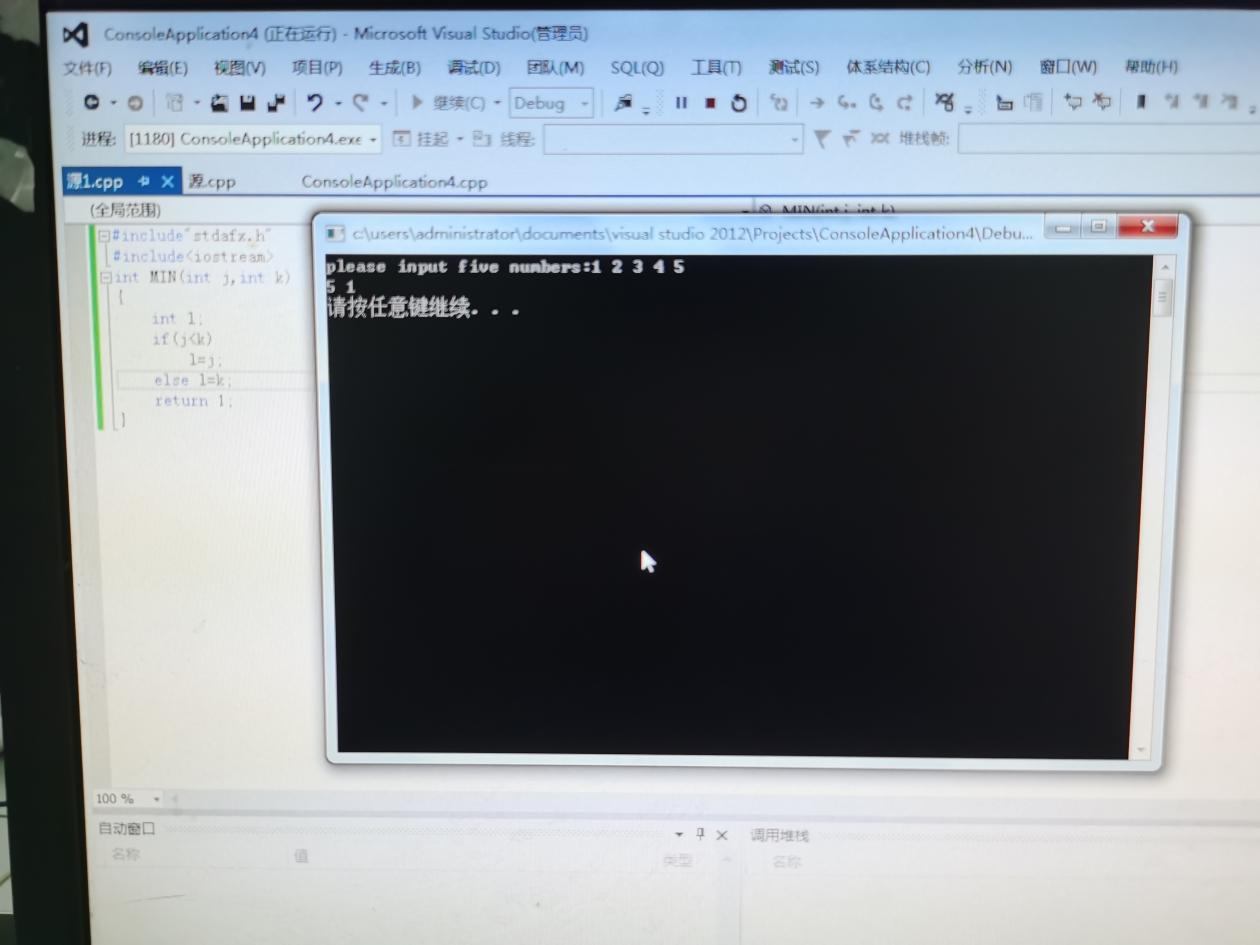 ConsoleApplication4 (正在运行) - Microsoft Visual Studio(管理员)
文件(F) 编辑(E) 视图(V) 项目(P) 生成(B) 调试(D) 团队(M) SQL(Q) 工具(T) 测试(S) 体系结构(C) 分析(N) 窗口(W) 帮助(H)
继续(C) Debug
进程: [1180] ConsoleApplication4.exe 挂起 线程: 堆栈帧:
源1.cpp 源.cpp ConsoleApplication4.cpp
(全局范围) MIN(int j, int k)
c:\users\administrator\documents\visual studio 2012\Projects\ConsoleApplication4\Debu...
#include"stdafx.h"
#include<iostream>
int MIN(int j,int k)
{
int l;
if(j<k)
l=j;
else l=k;
return l;
}
please input five numbers:1 2 3 4 5
5 1
请按任意键继续. . .
100 %
自动窗口 调用堆栈
名称 值 类型 名称